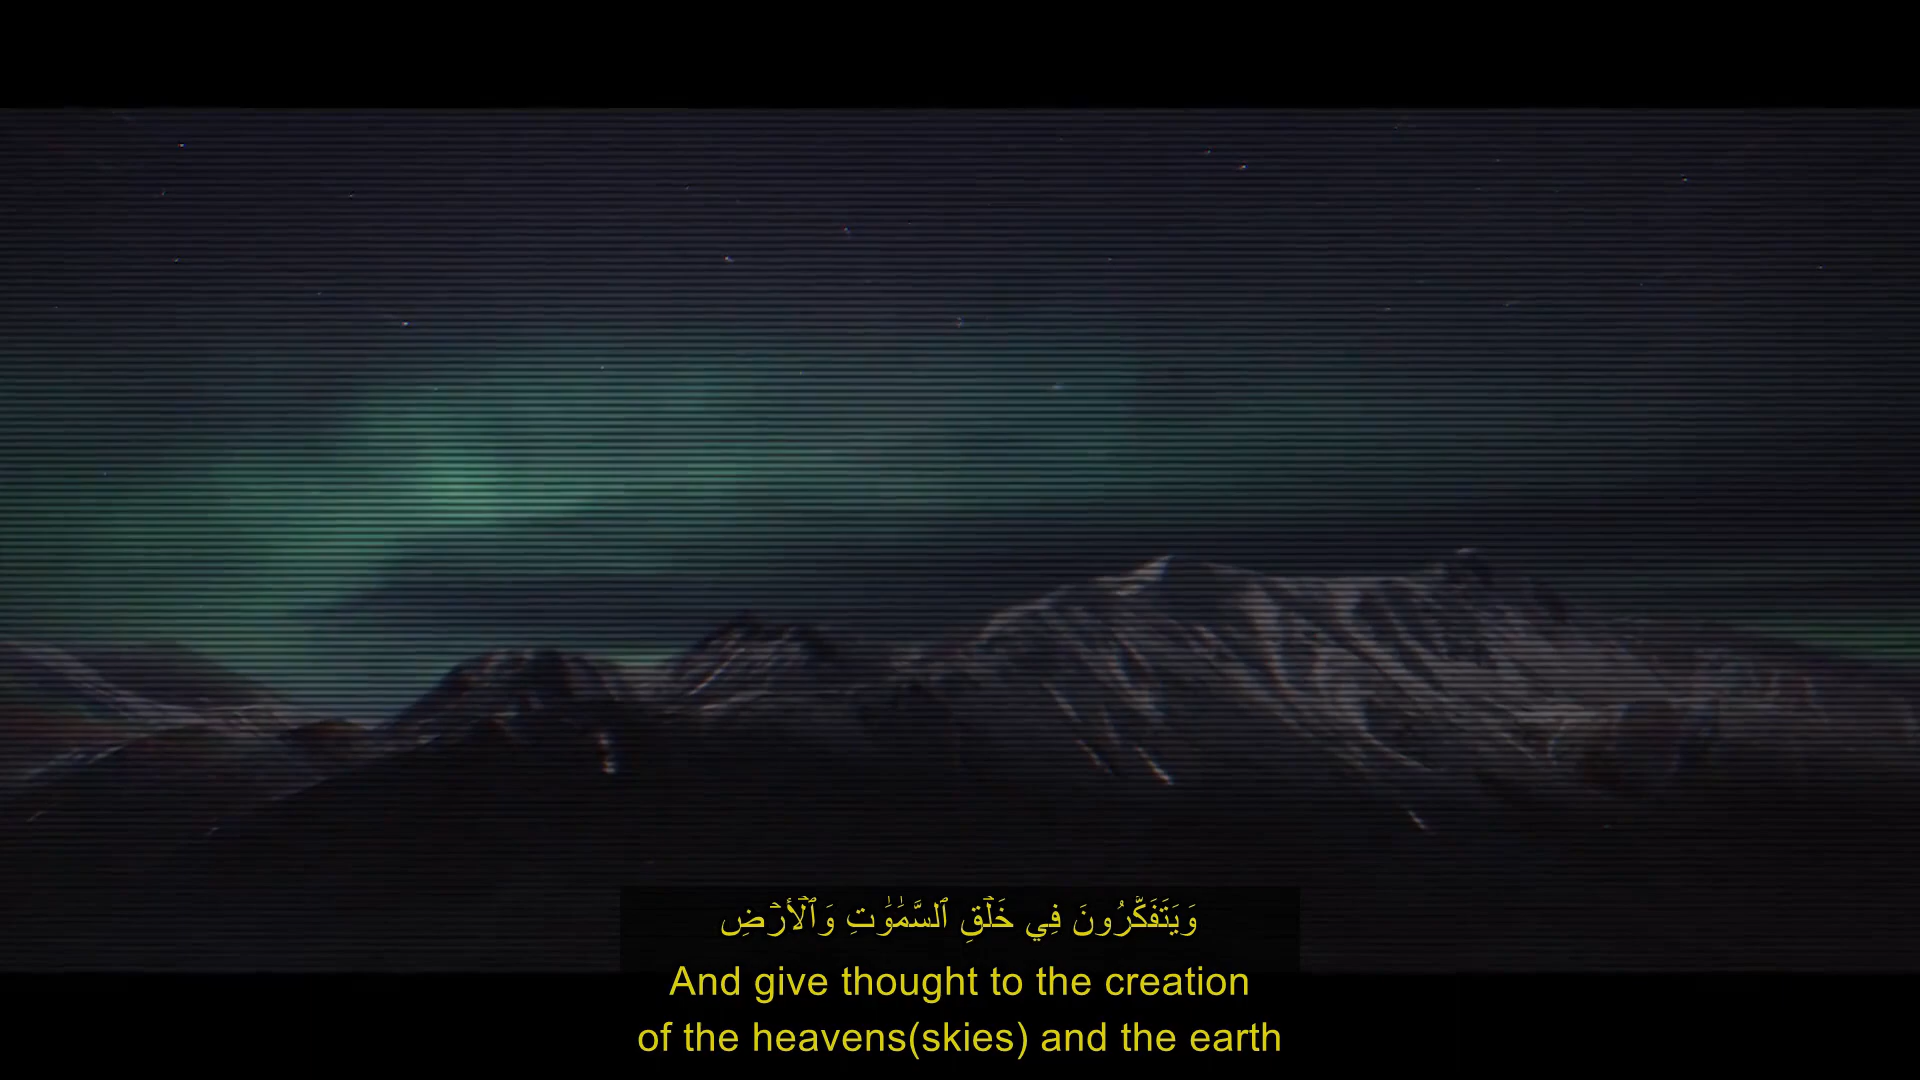 وَيَتَفَكَّرُونَ فِي خَلْقِ ٱلسَّمَٰوَٰتِ وَٱلْأَرْضِ
And give thought to the creation
of the heavens(skies) and the earth